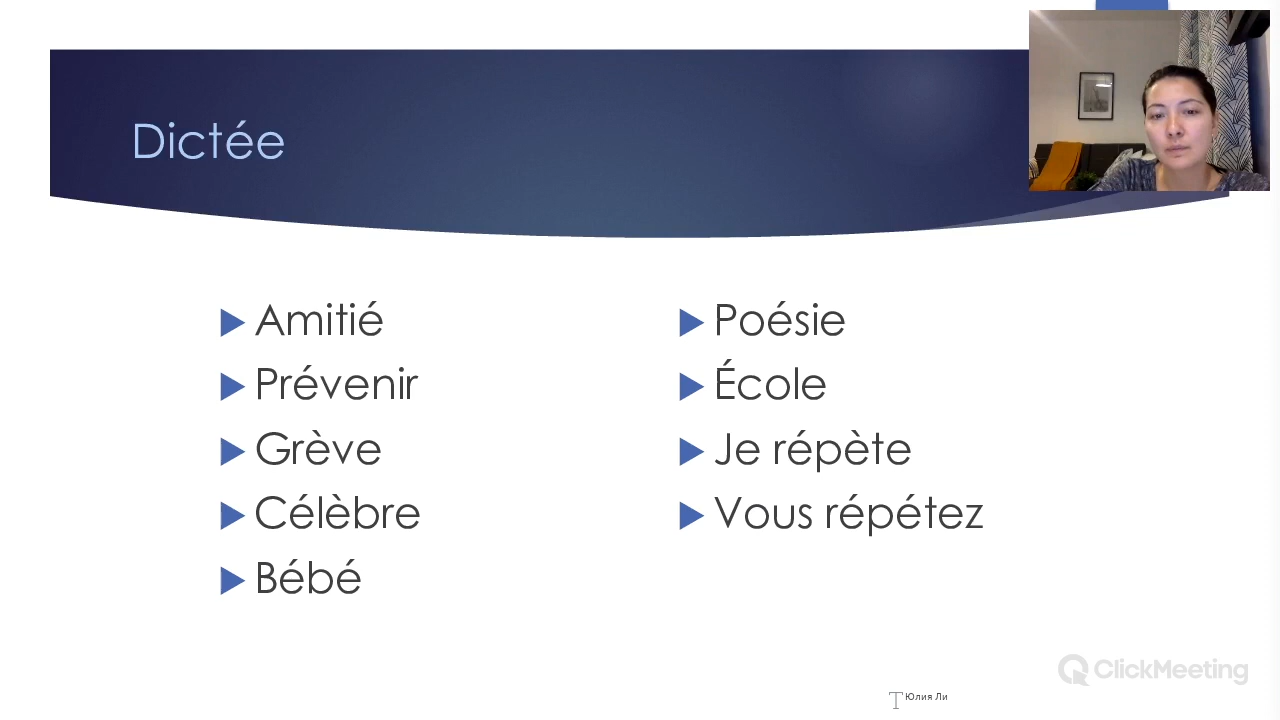 Dictée
Amitié
Prévenir
Grève
Célèbre
Bébé
Poésie
École
Je répète
Vous répétez
ClickMeeting
Юлия Ли